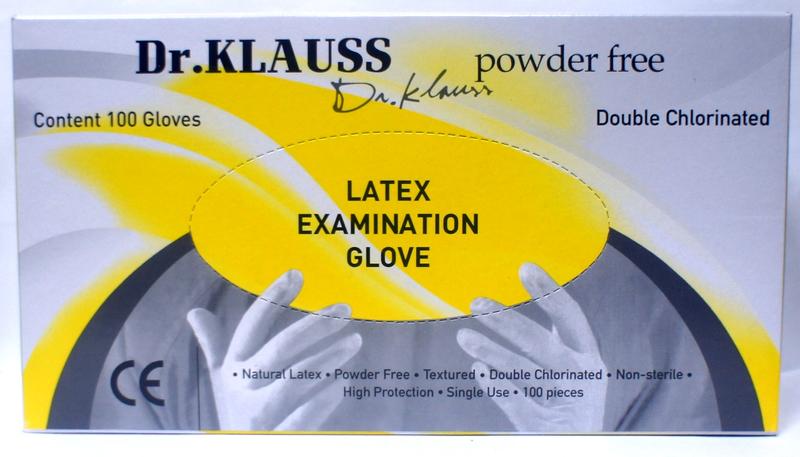 Dr.KLAUSS
powder free
Dr. Klauss
Content 100 Gloves
Double Chlorinated
LATEX
EXAMINATION
GLOVE
CE
• Natural Latex • Powder Free • Textured • Double Chlorinated • Non-sterile •
High Protection • Single Use • 100 pieces